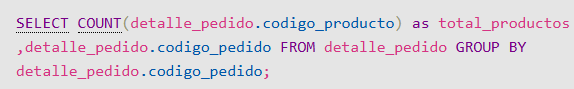 SELECT COUNT(detalle_pedido.codigo_producto) as total_productos
,detalle_pedido.codigo_pedido FROM detalle_pedido GROUP BY
detalle_pedido.codigo_pedido;